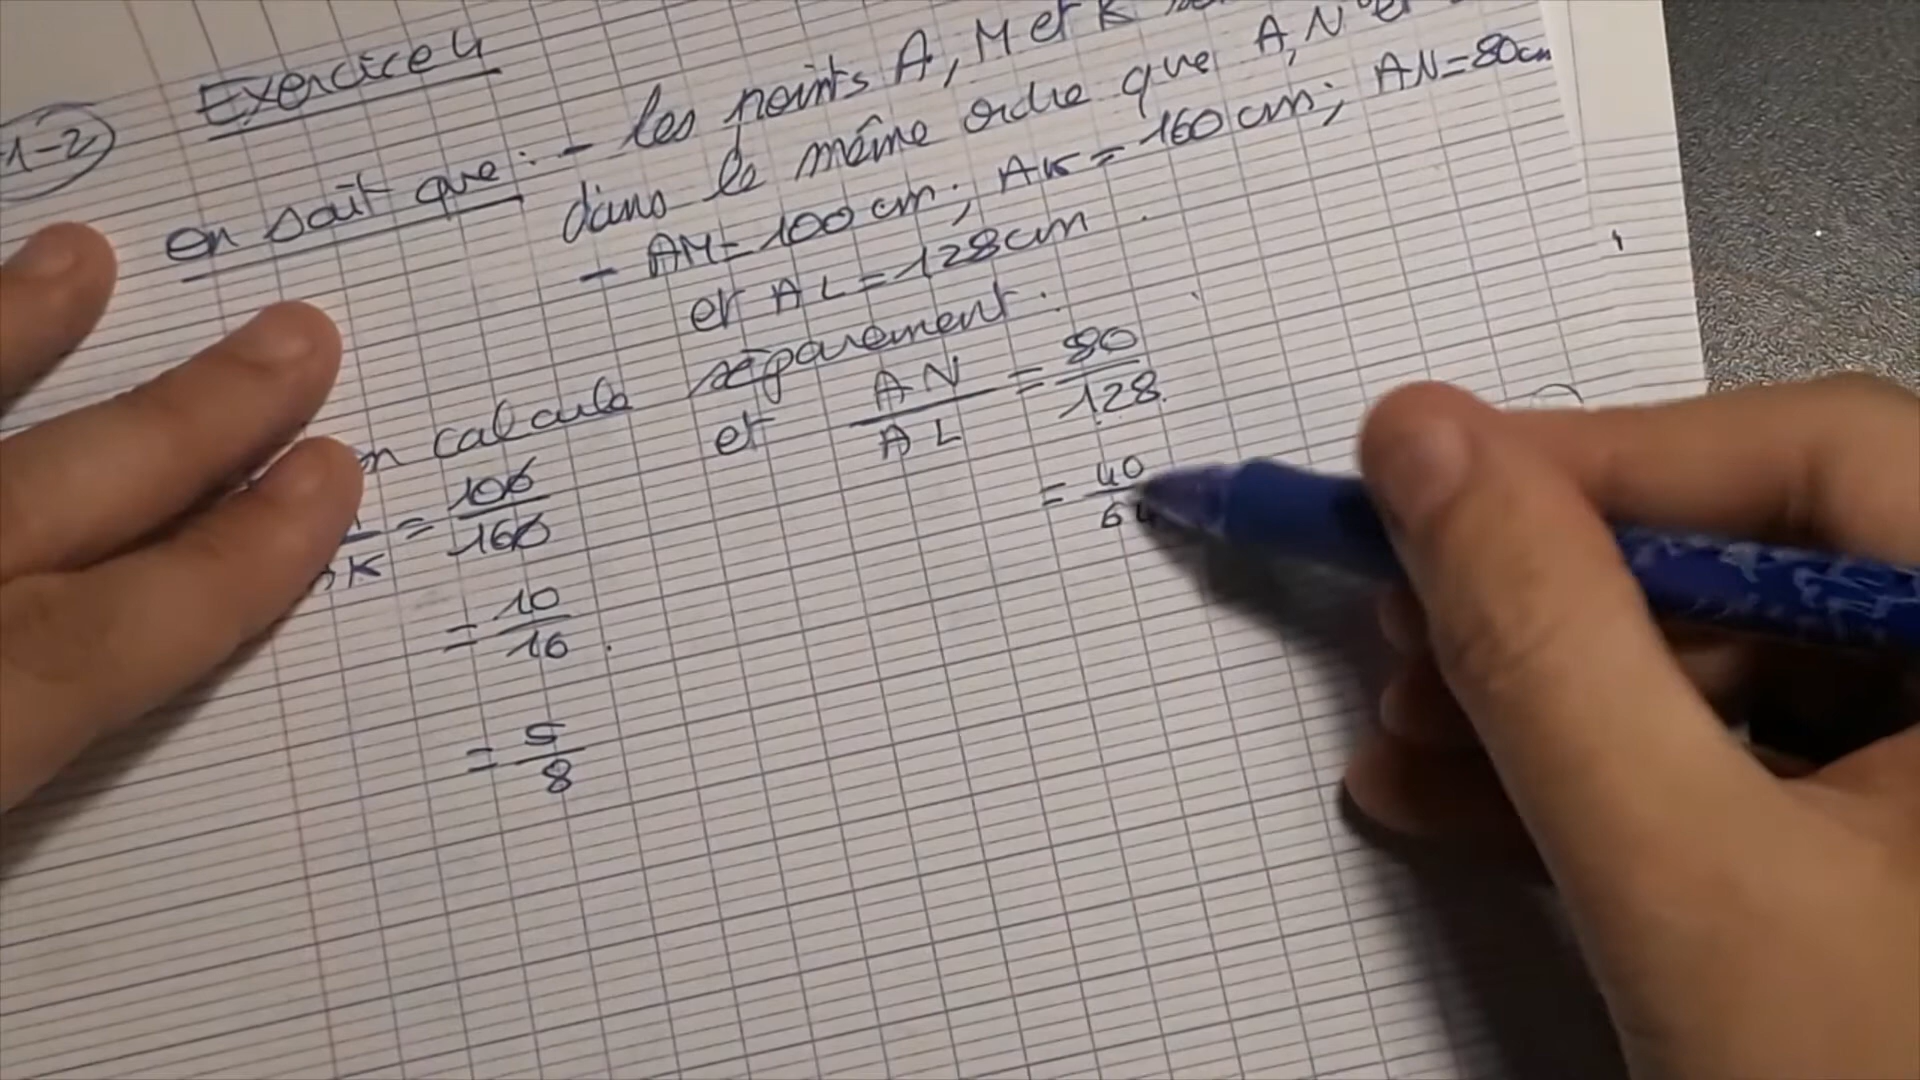 1-2
Exercice 4
on sait que : - les points A, M et K
dans le même ordre que A, N et
- AM = 100 cm ; AK = 160 cm ; AN = 80 cm
et AL = 128 cm
on calcule séparement.
K = 100/160 et AN/AL = 80/128
= 10/16 = 40/64
= 5/8